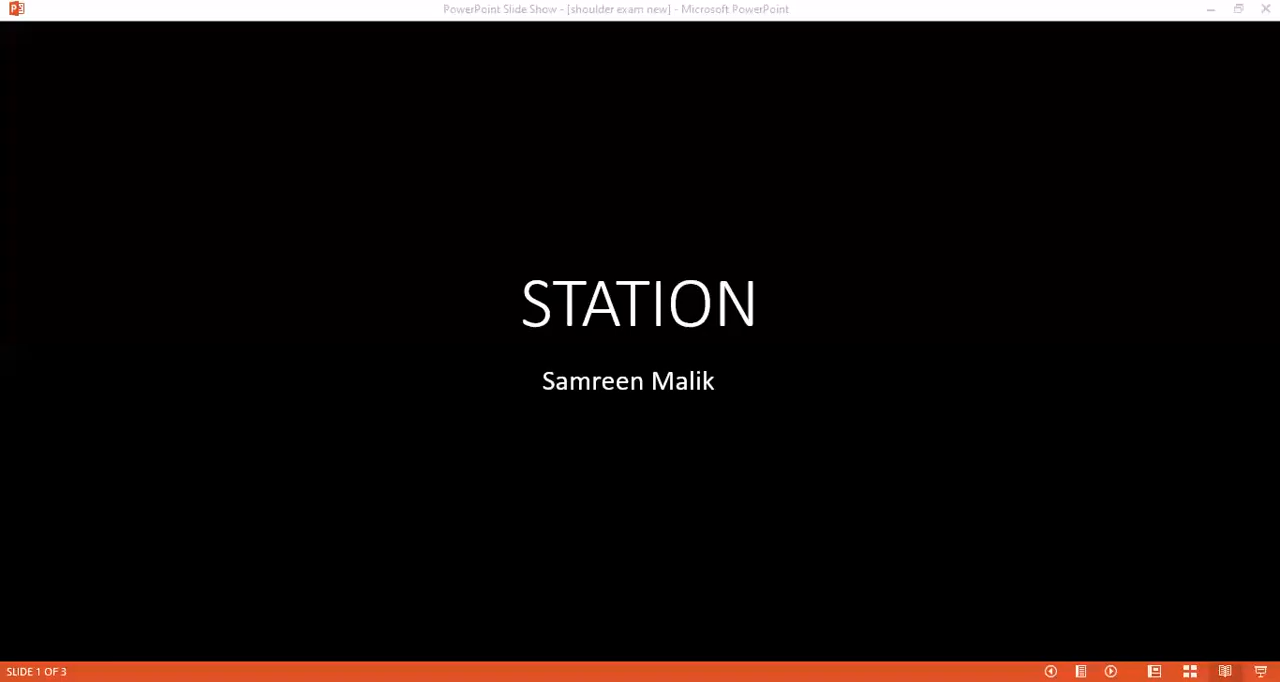 PowerPoint Slide Show - [shoulder exam new] - Microsoft PowerPoint
STATION
Samreen Malik
SLIDE 1 OF 3